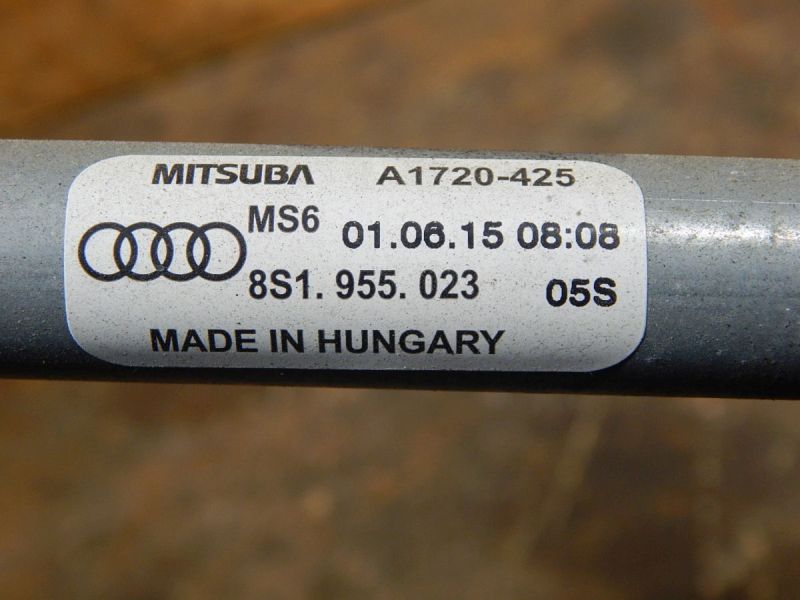 MITSUBA A1720-425
MS6 01.06.15 08:08
8S1. 955. 023 05S
MADE IN HUNGARY